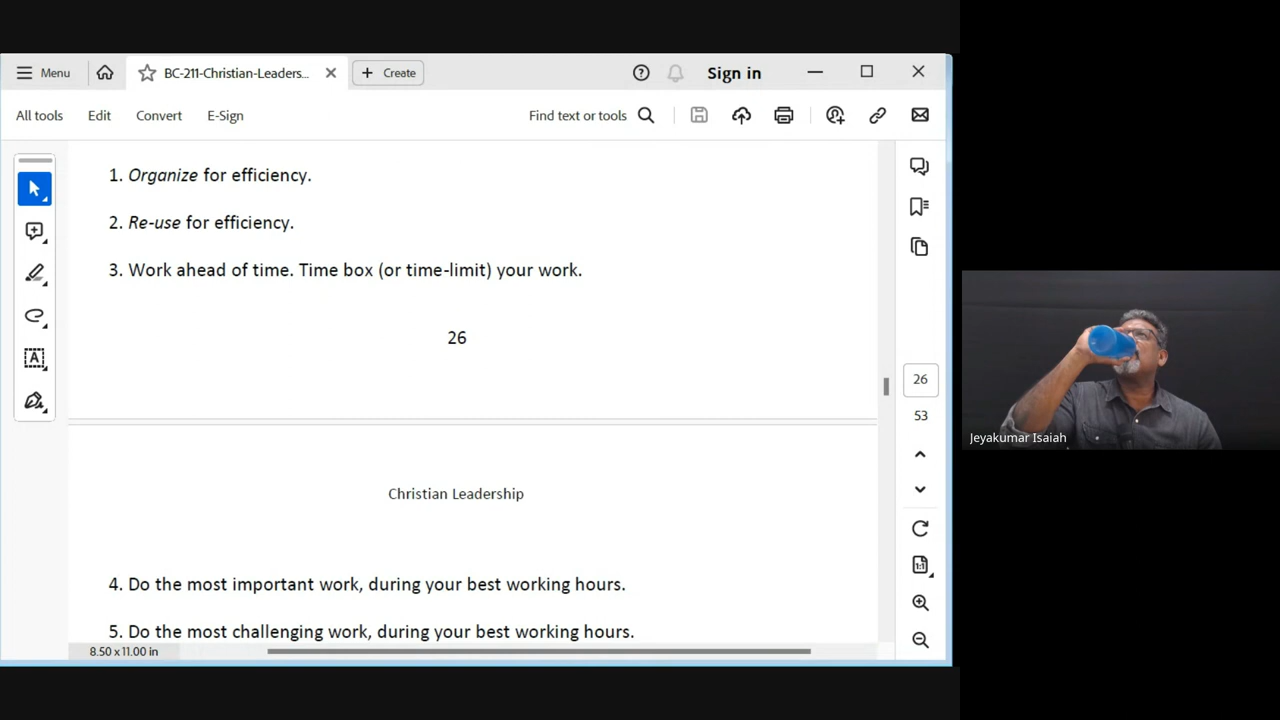 Menu
BC-211-Christian-Leaders...
Create
Sign in
All tools
Edit
Convert
E-Sign
Find text or tools
1. Organize for efficiency.
2. Re-use for efficiency.
3. Work ahead of time. Time box (or time-limit) your work.
26
26
53
Christian Leadership
4. Do the most important work, during your best working hours.
5. Do the most challenging work, during your best working hours.
8.50 x 11.00 in
Jeyakumar Isaiah